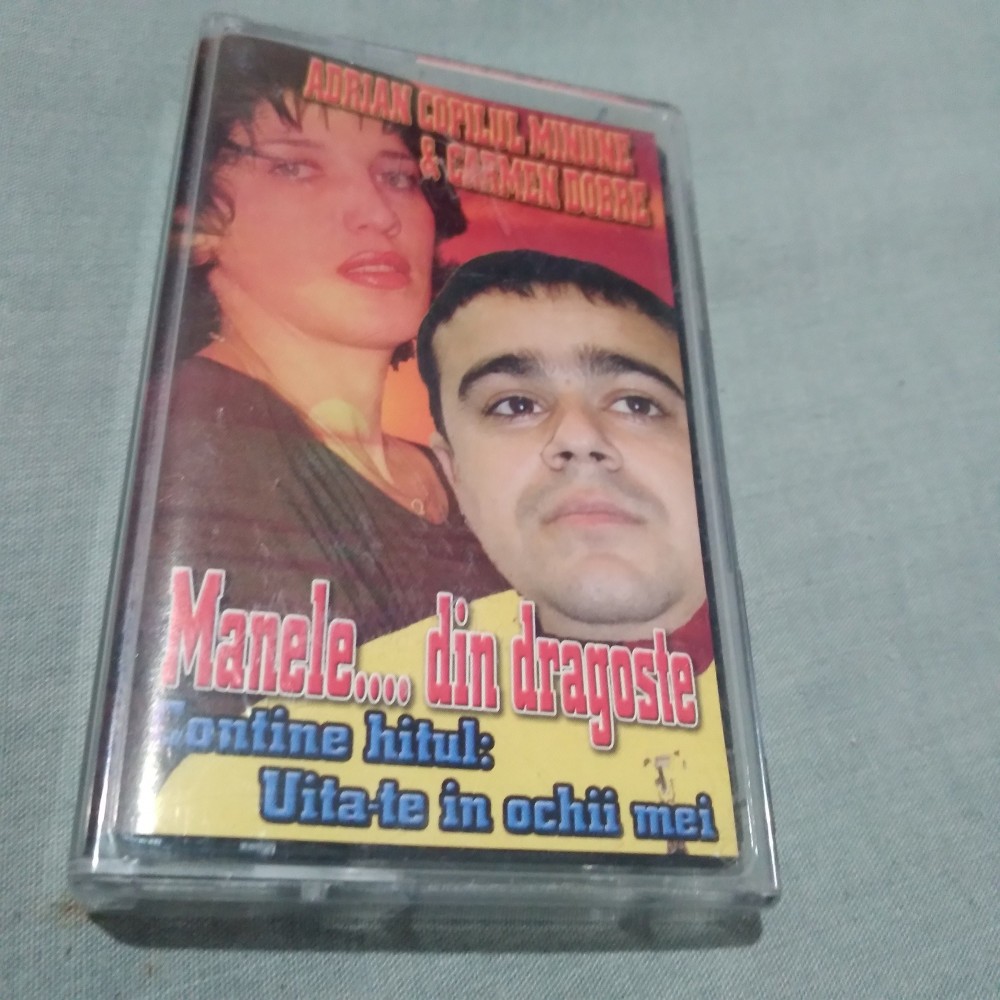 ADRIAN COPILUL MINUNE
& CARMEN DOBRE
Manele.... din dragoste
Contine hitul:
Uita-te in ochii mei